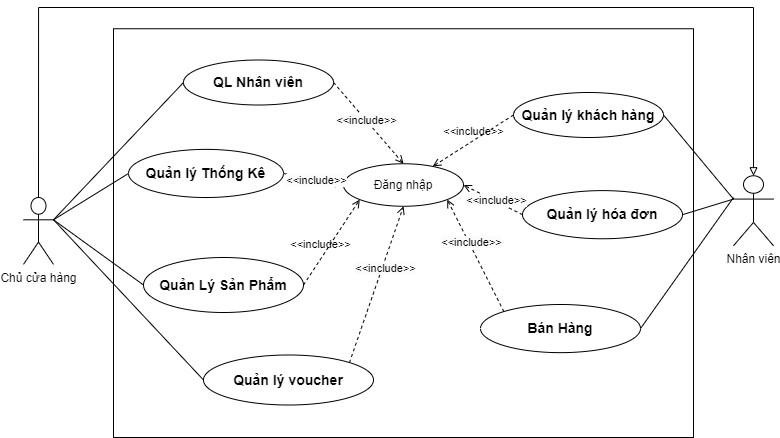 QL Nhân viên
<<include>>
<<include>>
Quản lý khách hàng
<<include>>
Quản lý Thống Kê
<<include>>
Đăng nhập
<<include>>
Quản lý hóa đơn
Chủ cửa hàng
<<include>>
<<include>>
Nhân viên
<<include>>
Quản Lý Sản Phẩm
Bán Hàng
Quản lý voucher